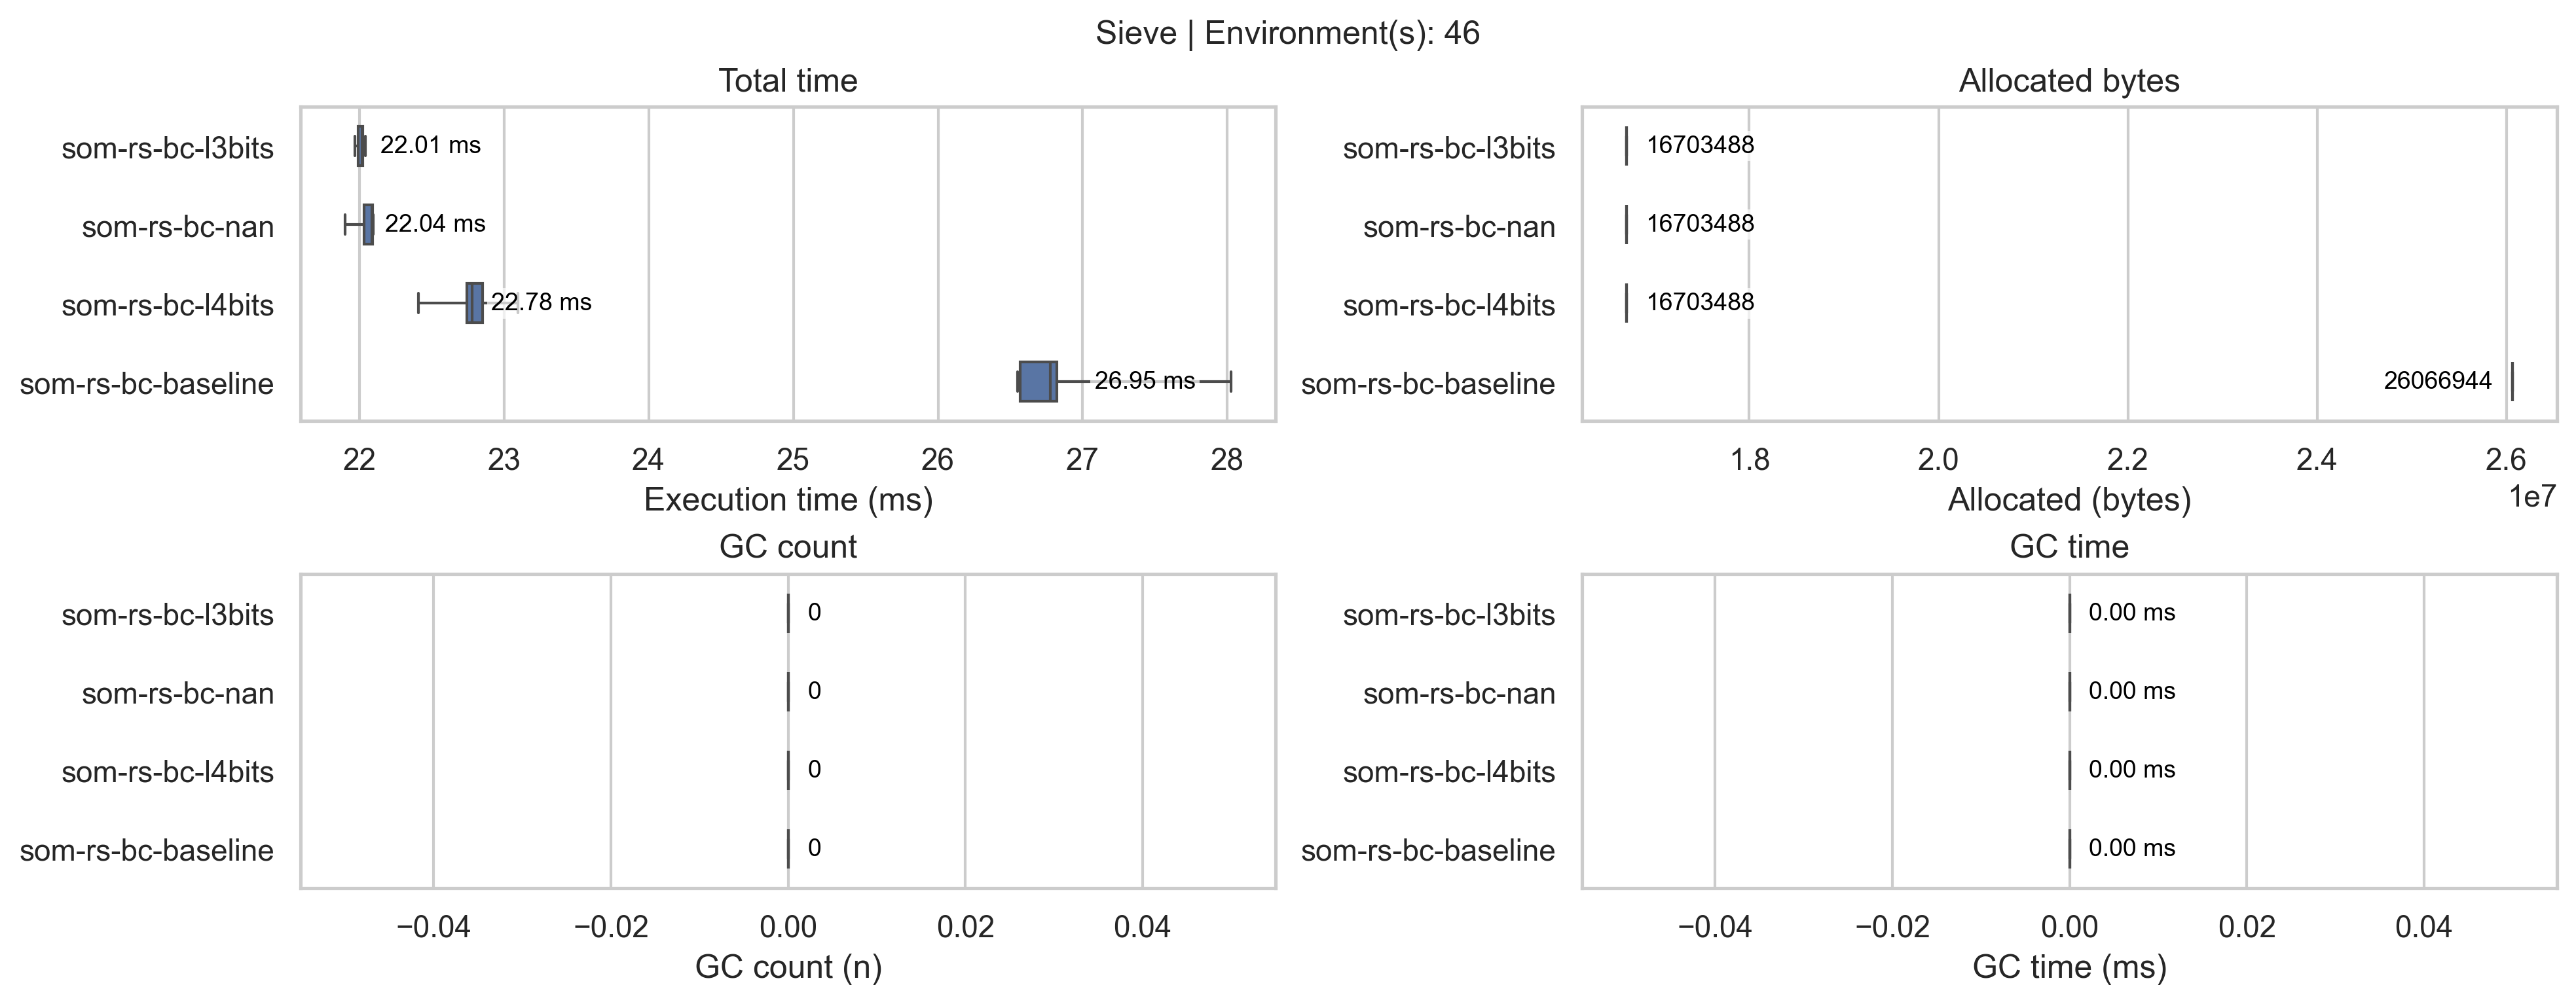 Sieve | Environment(s): 46
Total time
som-rs-bc-l3bits
22.01 ms
som-rs-bc-nan
22.04 ms
som-rs-bc-l4bits
22.78 ms
som-rs-bc-baseline
26.95 ms
22 23 24 25 26 27 28
Execution time (ms)
Allocated bytes
som-rs-bc-l3bits
16703488
som-rs-bc-nan
16703488
som-rs-bc-l4bits
16703488
som-rs-bc-baseline
26066944
1.8 2.0 2.2 2.4 2.6
1e7
Allocated (bytes)
GC count
som-rs-bc-l3bits
0
som-rs-bc-nan
0
som-rs-bc-l4bits
0
som-rs-bc-baseline
0
−0.04 −0.02 0.00 0.02 0.04
GC count (n)
GC time
som-rs-bc-l3bits
0.00 ms
som-rs-bc-nan
0.00 ms
som-rs-bc-l4bits
0.00 ms
som-rs-bc-baseline
0.00 ms
−0.04 −0.02 0.00 0.02 0.04
GC time (ms)